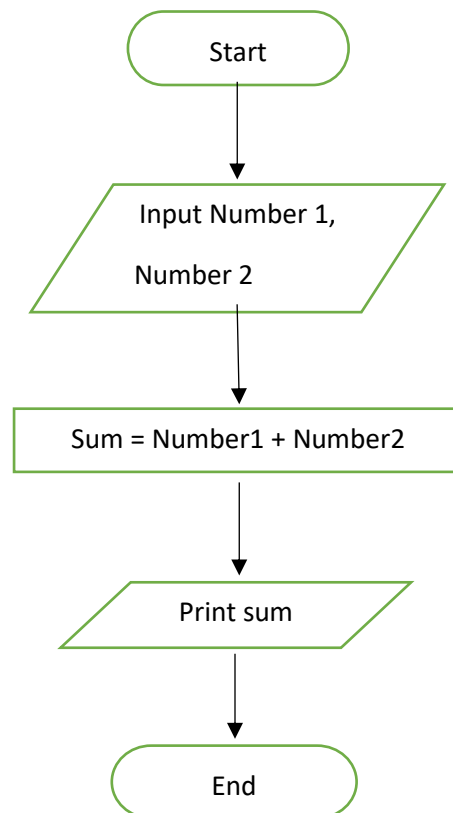 Start
Input Number 1,
Number 2
Sum = Number1 + Number2
Print sum
End